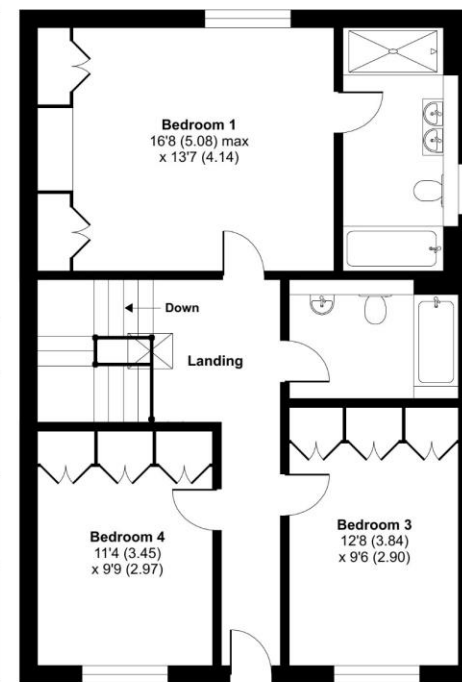 Bedroom 1
16'8 (5.08) max
x 13'7 (4.14)
Down
Landing
Bedroom 4
11'4 (3.45)
x 9'9 (2.97)
Bedroom 3
12'8 (3.84)
x 9'6 (2.90)